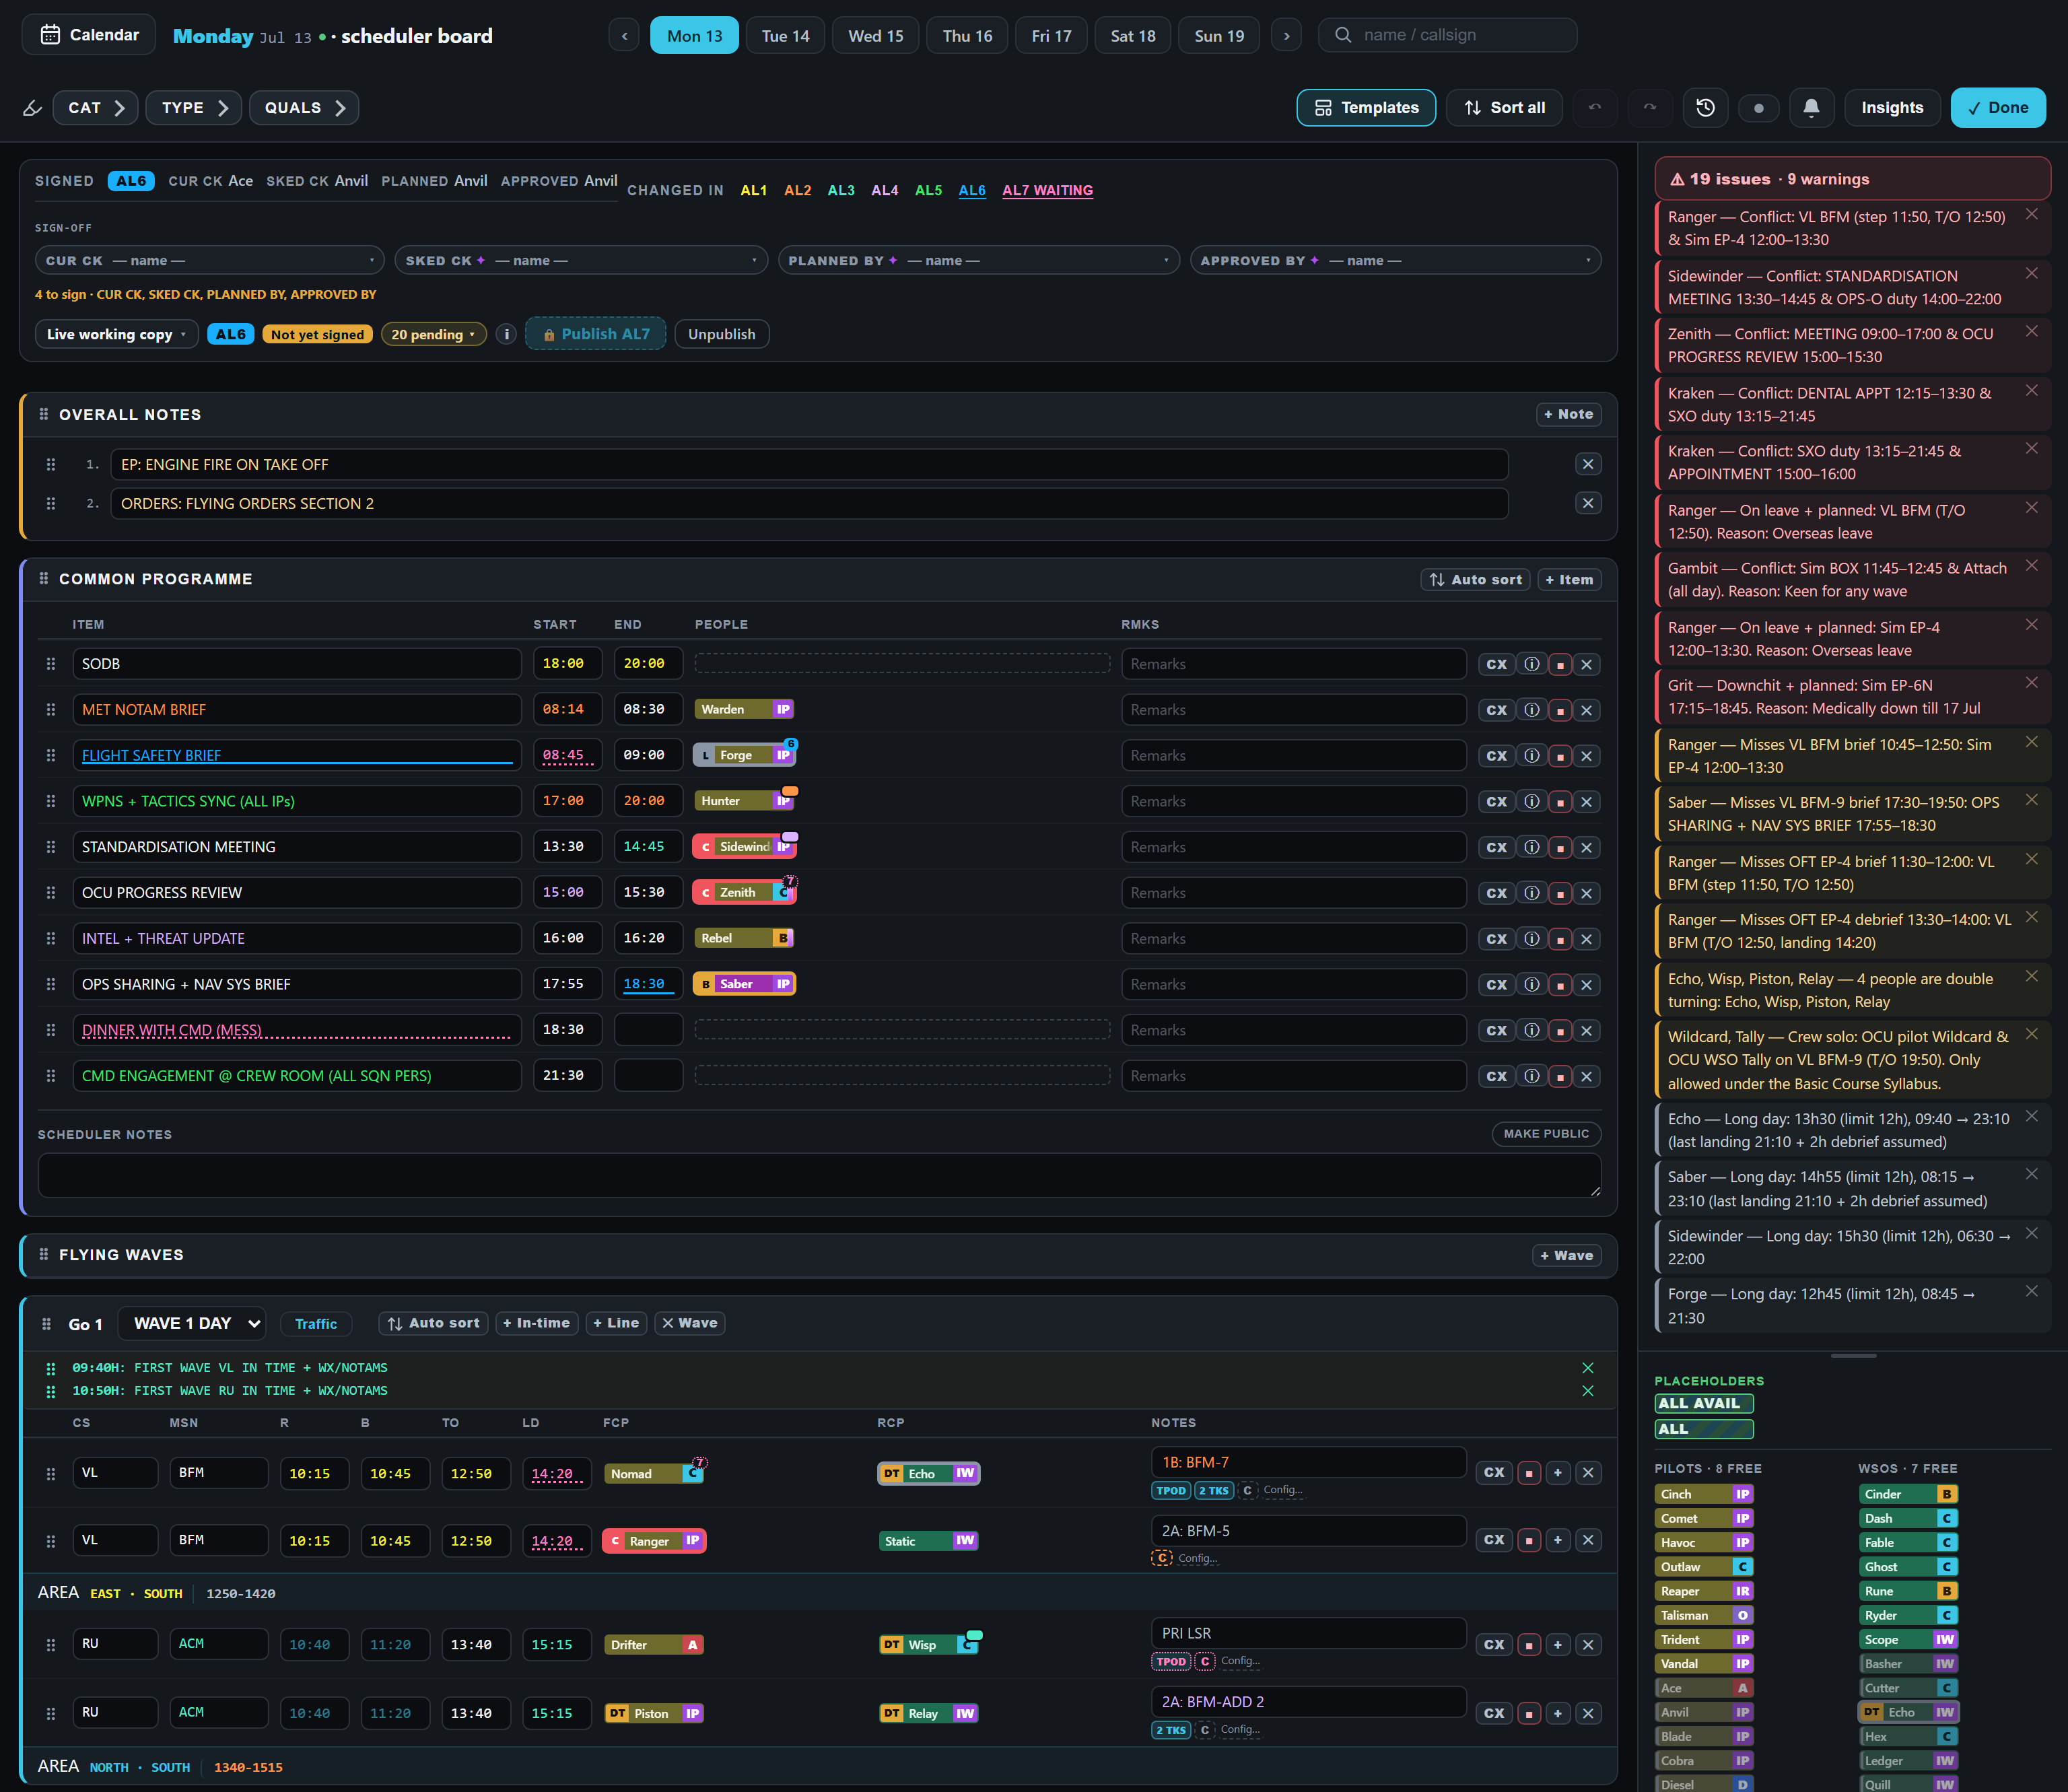 Calendar Monday Jul 13 • · scheduler board ‹ Mon 13 Tue 14 Wed 15 Thu 16 Fri 17 Sat 18 Sun 19 › name / callsign
CAT TYPE QUALS Templates Sort all Insights ✓ Done
SIGNED AL6 CUR CK Ace SKED CK Anvil PLANNED Anvil APPROVED Anvil CHANGED IN AL1 AL2 AL3 AL4 AL5 AL6 AL7 WAITING
SIGN-OFF
CUR CK — name — SKED CK ✦ — name — PLANNED BY ✦ — name — APPROVED BY ✦ — name —
4 to sign · CUR CK, SKED CK, PLANNED BY, APPROVED BY
Live working copy AL6 Not yet signed 20 pending i Publish AL7 Unpublish
OVERALL NOTES + Note
1. EP: ENGINE FIRE ON TAKE OFF
2. ORDERS: FLYING ORDERS SECTION 2
COMMON PROGRAMME Auto sort + Item
ITEM START END PEOPLE RMKS
SODB 18:00 20:00 Remarks CX
MET NOTAM BRIEF 08:14 08:30 Warden IP Remarks CX
FLIGHT SAFETY BRIEF 08:45 09:00 L Forge IP 6 Remarks CX
WPNS + TACTICS SYNC (ALL IPs) 17:00 20:00 Hunter IP Remarks CX
STANDARDISATION MEETING 13:30 14:45 C Sidewind IP Remarks CX
OCU PROGRESS REVIEW 15:00 15:30 C Zenith C 7 Remarks CX
INTEL + THREAT UPDATE 16:00 16:20 Rebel B Remarks CX
OPS SHARING + NAV SYS BRIEF 17:55 18:30 B Saber IP Remarks CX
DINNER WITH CMD (MESS) 18:30 Remarks CX
CMD ENGAGEMENT @ CREW ROOM (ALL SQN PERS) 21:30 Remarks CX
SCHEDULER NOTES MAKE PUBLIC
FLYING WAVES + Wave
Go 1 WAVE 1 DAY Traffic Auto sort + In-time + Line ✕ Wave
09:40H: FIRST WAVE VL IN TIME + WX/NOTAMS
10:50H: FIRST WAVE RU IN TIME + WX/NOTAMS
CS MSN R B TO LD FCP RCP NOTES
VL BFM 10:15 10:45 12:50 14:20 Nomad C 7 DT Echo IW 1B: BFM-7 CX
TPOD 2 TKS C Config...
VL BFM 10:15 10:45 12:50 14:20 C Ranger IP Static IW 2A: BFM-5 CX
C Config...
AREA EAST · SOUTH 1250-1420
RU ACM 10:40 11:20 13:40 15:15 Drifter A DT Wisp C PRI LSR CX
TPOD C Config...
RU ACM 10:40 11:20 13:40 15:15 DT Piston IP DT Relay IW 2A: BFM-ADD 2 CX
2 TKS C Config...
AREA NORTH · SOUTH 1340-1515
⚠ 19 issues · 9 warnings
Ranger — Conflict: VL BFM (step 11:50, T/O 12:50)
& Sim EP-4 12:00–13:30
Sidewinder — Conflict: STANDARDISATION
MEETING 13:30–14:45 & OPS-O duty 14:00–22:00
Zenith — Conflict: MEETING 09:00–17:00 & OCU
PROGRESS REVIEW 15:00–15:30
Kraken — Conflict: DENTAL APPT 12:15–13:30 &
SXO duty 13:15–21:45
Kraken — Conflict: SXO duty 13:15–21:45 &
APPOINTMENT 15:00–16:00
Ranger — On leave + planned: VL BFM (T/O
12:50). Reason: Overseas leave
Gambit — Conflict: Sim BOX 11:45–12:45 & Attach
(all day). Reason: Keen for any wave
Ranger — On leave + planned: Sim EP-4
12:00–13:30. Reason: Overseas leave
Grit — Downchit + planned: Sim EP-6N
17:15–18:45. Reason: Medically down till 17 Jul
Ranger — Misses VL BFM brief 10:45–12:50: Sim
EP-4 12:00–13:30
Saber — Misses VL BFM-9 brief 17:30–19:50: OPS
SHARING + NAV SYS BRIEF 17:55–18:30
Ranger — Misses OFT EP-4 brief 11:30–12:00: VL
BFM (step 11:50, T/O 12:50)
Ranger — Misses OFT EP-4 debrief 13:30–14:00: VL
BFM (T/O 12:50, landing 14:20)
Echo, Wisp, Piston, Relay — 4 people are double
turning: Echo, Wisp, Piston, Relay
Wildcard, Tally — Crew solo: OCU pilot Wildcard &
OCU WSO Tally on VL BFM-9 (T/O 19:50). Only
allowed under the Basic Course Syllabus.
Echo — Long day: 13h30 (limit 12h), 09:40 → 23:10
(last landing 21:10 + 2h debrief assumed)
Saber — Long day: 14h55 (limit 12h), 08:15 →
23:10 (last landing 21:10 + 2h debrief assumed)
Sidewinder — Long day: 15h30 (limit 12h), 06:30 →
22:00
Forge — Long day: 12h45 (limit 12h), 08:45 →
21:30
PLACEHOLDERS
ALL AVAIL
ALL
PILOTS · 8 FREE WSOS · 7 FREE
Cinch IP Cinder B
Comet IP Dash C
Havoc IP Fable C
Outlaw C Ghost C
Reaper IR Rune B
Talisman O Ryder C
Trident IP Scope IW
Vandal IP Basher IW
Ace A Cutter C
Anvil IP DT Echo IW
Blade IP Hex C
Cobra IP Ledger IW
Diesel D Quill IW